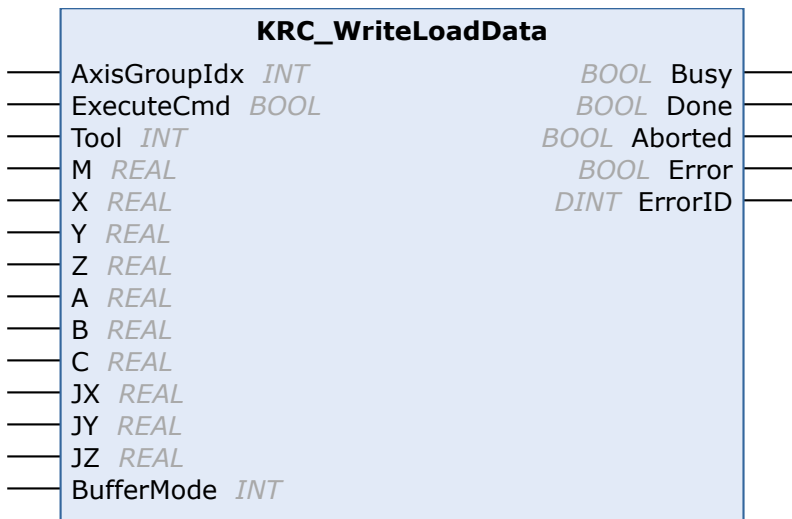 KRC_WriteLoadData
AxisGroupIdx INT BOOL Busy
ExecuteCmd BOOL BOOL Done
Tool INT BOOL Aborted
M REAL BOOL Error
X REAL DINT ErrorID
Y REAL
Z REAL
A REAL
B REAL
C REAL
JX REAL
JY REAL
JZ REAL
BufferMode INT